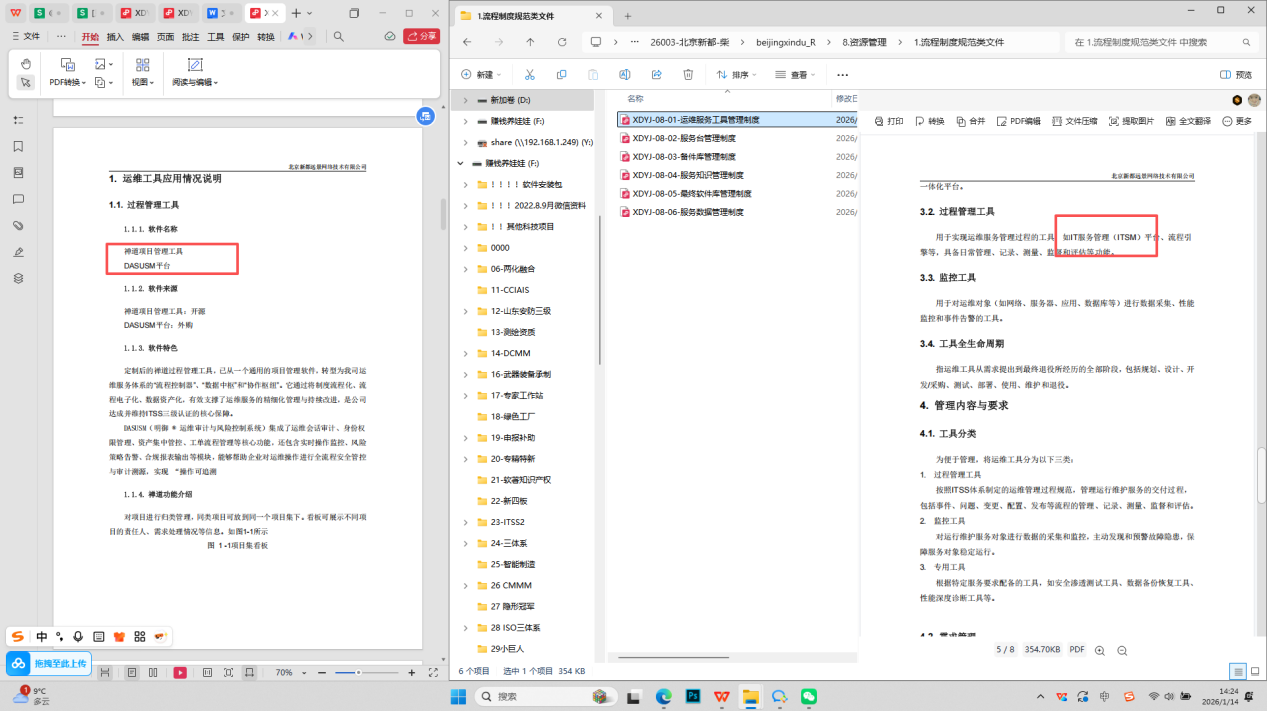 XDY
XDY
文件
开始
插入
编辑
页面
批注
工具
保护
转换
分享
PDF转换
视图
阅读与编辑
北京新都远景网络技术有限公司
1. 运维工具应用情况说明
1.1. 过程管理工具
1.1.1. 软件名称
禅道项目管理工具
DASUSM平台
1.1.2. 软件来源
禅道项目管理工具：开源
DASUSM平台：外购
1.1.3. 软件特色
定制后的禅道过程管理工具，已从一个通用的项目管理软件，转型为我司运
维服务体系的“流程控制器”、“数据中枢”和“协作枢纽”。它通过将制度流程化，流
程电子化、数据资产化，有效支撑了运维服务的精细化管理与持续改进，是公司
达成并维持ITSS三级认证的核心保障。
DASUSM（明御 ® 运维审计与风险控制系统）集成了运维会话审计、身份权
限管理、资产集中管控、工单流程管理等核心功能，还包含实时操作监控、风险
策略告警、合规报表输出等模块，能够帮助企业对运维操作进行全流程安全管控
与审计溯源，实现 “操作可追溯
1.1.4. 禅道功能介绍
对项目进行归类管理，同类项目可放到同一个项目集下。看板可展示不同项
目的责任人、需求处理情况等信息。如图1-1所示
图 1-1项目集看板
中
拖拽至此上传
70%
1.流程制度规范类文件
26003-北京新都-柴
beijingxindu_R
8.资源管理
1.流程制度规范类文件
在 1.流程制度规范类文件 中搜索
新建
排序
查看
预览
新加卷 (D:)
赚钱养娃娃 (F:)
share (\\192.168.1.249) (Y:)
赚钱养娃娃 (F:)
！！！！软件安装包
！！！2022.8.9月微信资料
！！其他科技项目
0000
06-两化融合
11-CCIAIS
12-山东安防三级
13-测绘资质
14-DCMM
16-武器装备承制
17-专家工作站
18-绿色工厂
19-申报补助
20-专精特新
21-软著知识产权
22-新四板
23-ITSS2
24-三体系
25-智能制造
26 CMMM
27 隐形冠军
28 ISO三体系
29小巨人
名称
修改日
XDYJ-08-01-运维服务工具管理制度
2026/
XDYJ-08-02-服务台管理制度
2026/
XDYJ-08-03-备件库管理制度
2026/
XDYJ-08-04-服务知识管理制度
2026/
XDYJ-08-05-最终软件库管理制度
2026/
XDYJ-08-06-服务数据管理制度
2026/
6 个项目
选中 1 个项目 354 KB
打印
转换
合并
PDF编辑
文件压缩
提取图片
全文翻译
更多
北京新都远景网络技术有限公司
一体化平台。
3.2. 过程管理工具
用于实现运维服务管理过程的工具，如IT服务管理（ITSM）平台、流程引
擎等，具备日常管理、记录、测量、监督和评估等功能。
3.3. 监控工具
用于对运维对象（如网络、服务器、应用、数据库等）进行数据采集、性能
监控和事件告警的工具。
3.4. 工具全生命周期
指运维工具从需求提出到最终退役所经历的全部阶段，包括规划、设计、开
发/采购、测试、部署、使用、维护和退役。
4. 管理内容与要求
4.1. 工具分类
为便于管理，将运维工具分为以下三类：
1. 过程管理工具
按照ITSS体系制定的运维管理过程规范，管理运行维护服务的交付过程，
包括事件、问题、变更、配置、发布等流程的管理、记录、测量、监督和评估。
2. 监控工具
对运行维护服务对象进行数据的采集和监控，主动发现和预警故障隐患，保
障服务对象稳定运行。
3. 专用工具
根据特定服务要求配备的工具，如安全渗透测试工具、数据备份恢复工具、
性能深度诊断工具等。
4.2. 需求管理
5 / 8
354.70KB
PDF
1
9°C
多云
搜索
中
14:24
2026/1/14